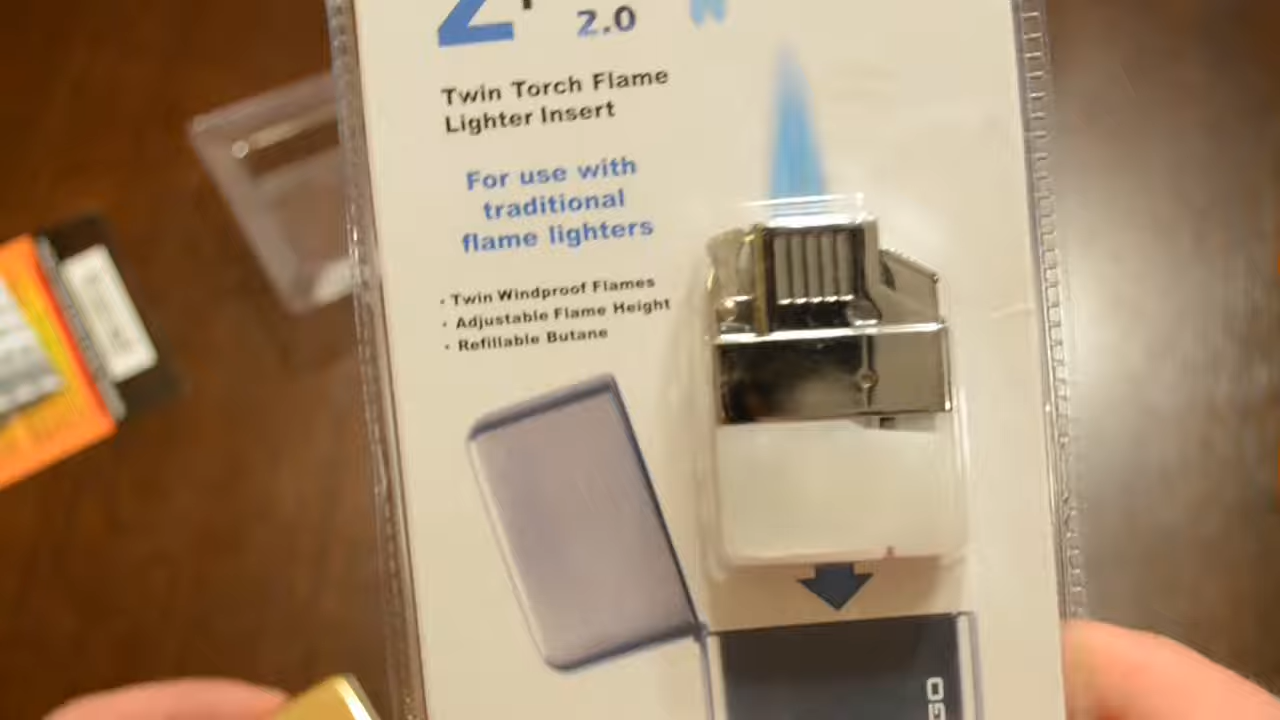 2.0
Twin Torch Flame
Lighter Insert
For use with
traditional
flame lighters
· Twin Windproof Flames
· Adjustable Flame Height
· Refillable Butane
GO